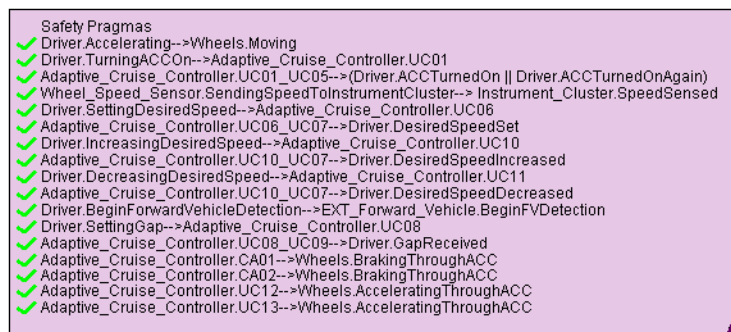 Safety Pragmas
Driver.Accelerating-->Wheels.Moving
Driver.TurningACCOn-->Adaptive_Cruise_Controller.UC01
Adaptive_Cruise_Controller.UC01_UC05-->(Driver.ACCTurnedOn || Driver.ACCTurnedOnAgain)
Wheel_Speed_Sensor.SendingSpeedToInstrumentCluster--> Instrument_Cluster.SpeedSensed
Driver.SettingDesiredSpeed-->Adaptive_Cruise_Controller.UC06
Adaptive_Cruise_Controller.UC06_UC07-->Driver.DesiredSpeedSet
Driver.IncreasingDesiredSpeed-->Adaptive_Cruise_Controller.UC10
Adaptive_Cruise_Controller.UC10_UC07-->Driver.DesiredSpeedIncreased
Driver.DecreasingDesiredSpeed-->Adaptive_Cruise_Controller.UC11
Adaptive_Cruise_Controller.UC10_UC07-->Driver.DesiredSpeedDecreased
Driver.BeginForwardVehicleDetection-->EXT_Forward_Vehicle.BeginFVDetection
Driver.SettingGap-->Adaptive_Cruise_Controller.UC08
Adaptive_Cruise_Controller.UC08_UC09-->Driver.GapReceived
Adaptive_Cruise_Controller.CA01-->Wheels.BrakingThroughACC
Adaptive_Cruise_Controller.CA02-->Wheels.BrakingThroughACC
Adaptive_Cruise_Controller.UC12-->Wheels.AcceleratingThroughACC
Adaptive_Cruise_Controller.UC13-->Wheels.AcceleratingThroughACC